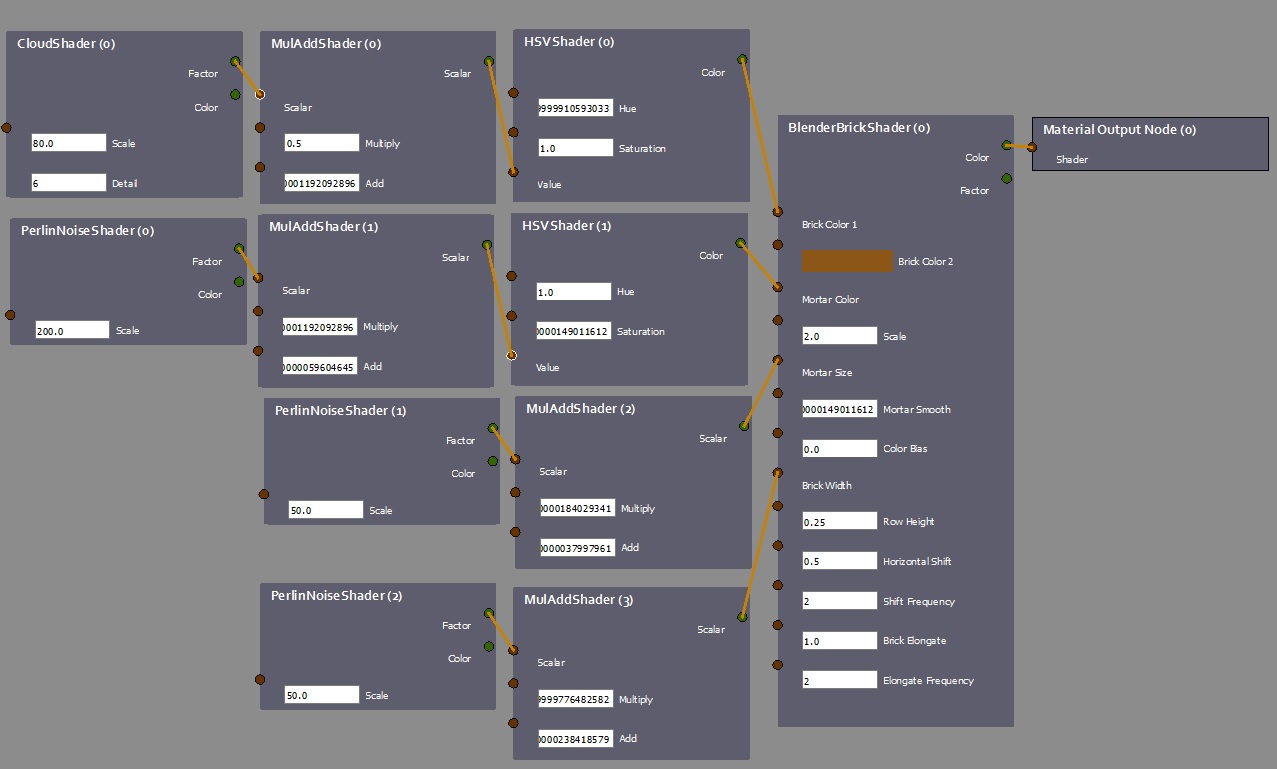 CloudShader (0)
Factor
Color
80.0 Scale
6 Detail
MulAddShader (0)
Scalar
Scalar
0.5 Multiply
0001192092896 Add
HSVShader (0)
Color
9999910593033 Hue
1.0 Saturation
Value
PerlinNoiseShader (0)
Factor
Color
200.0 Scale
MulAddShader (1)
Scalar
Scalar
0001192092896 Multiply
0000059604645 Add
HSVShader (1)
Color
1.0 Hue
0000149011612 Saturation
Value
PerlinNoiseShader (1)
Factor
Color
50.0 Scale
MulAddShader (2)
Scalar
Scalar
0000184029341 Multiply
0000037997961 Add
PerlinNoiseShader (2)
Factor
Color
50.0 Scale
MulAddShader (3)
Scalar
Scalar
9999776482582 Multiply
0000238418579 Add
BlenderBrickShader (0)
Color
Factor
Brick Color 1
Brick Color 2
Mortar Color
2.0 Scale
Mortar Size
0000149011612 Mortar Smooth
0.0 Color Bias
Brick Width
0.25 Row Height
0.5 Horizontal Shift
2 Shift Frequency
1.0 Brick Elongate
2 Elongate Frequency
Material Output Node (0)
Shader